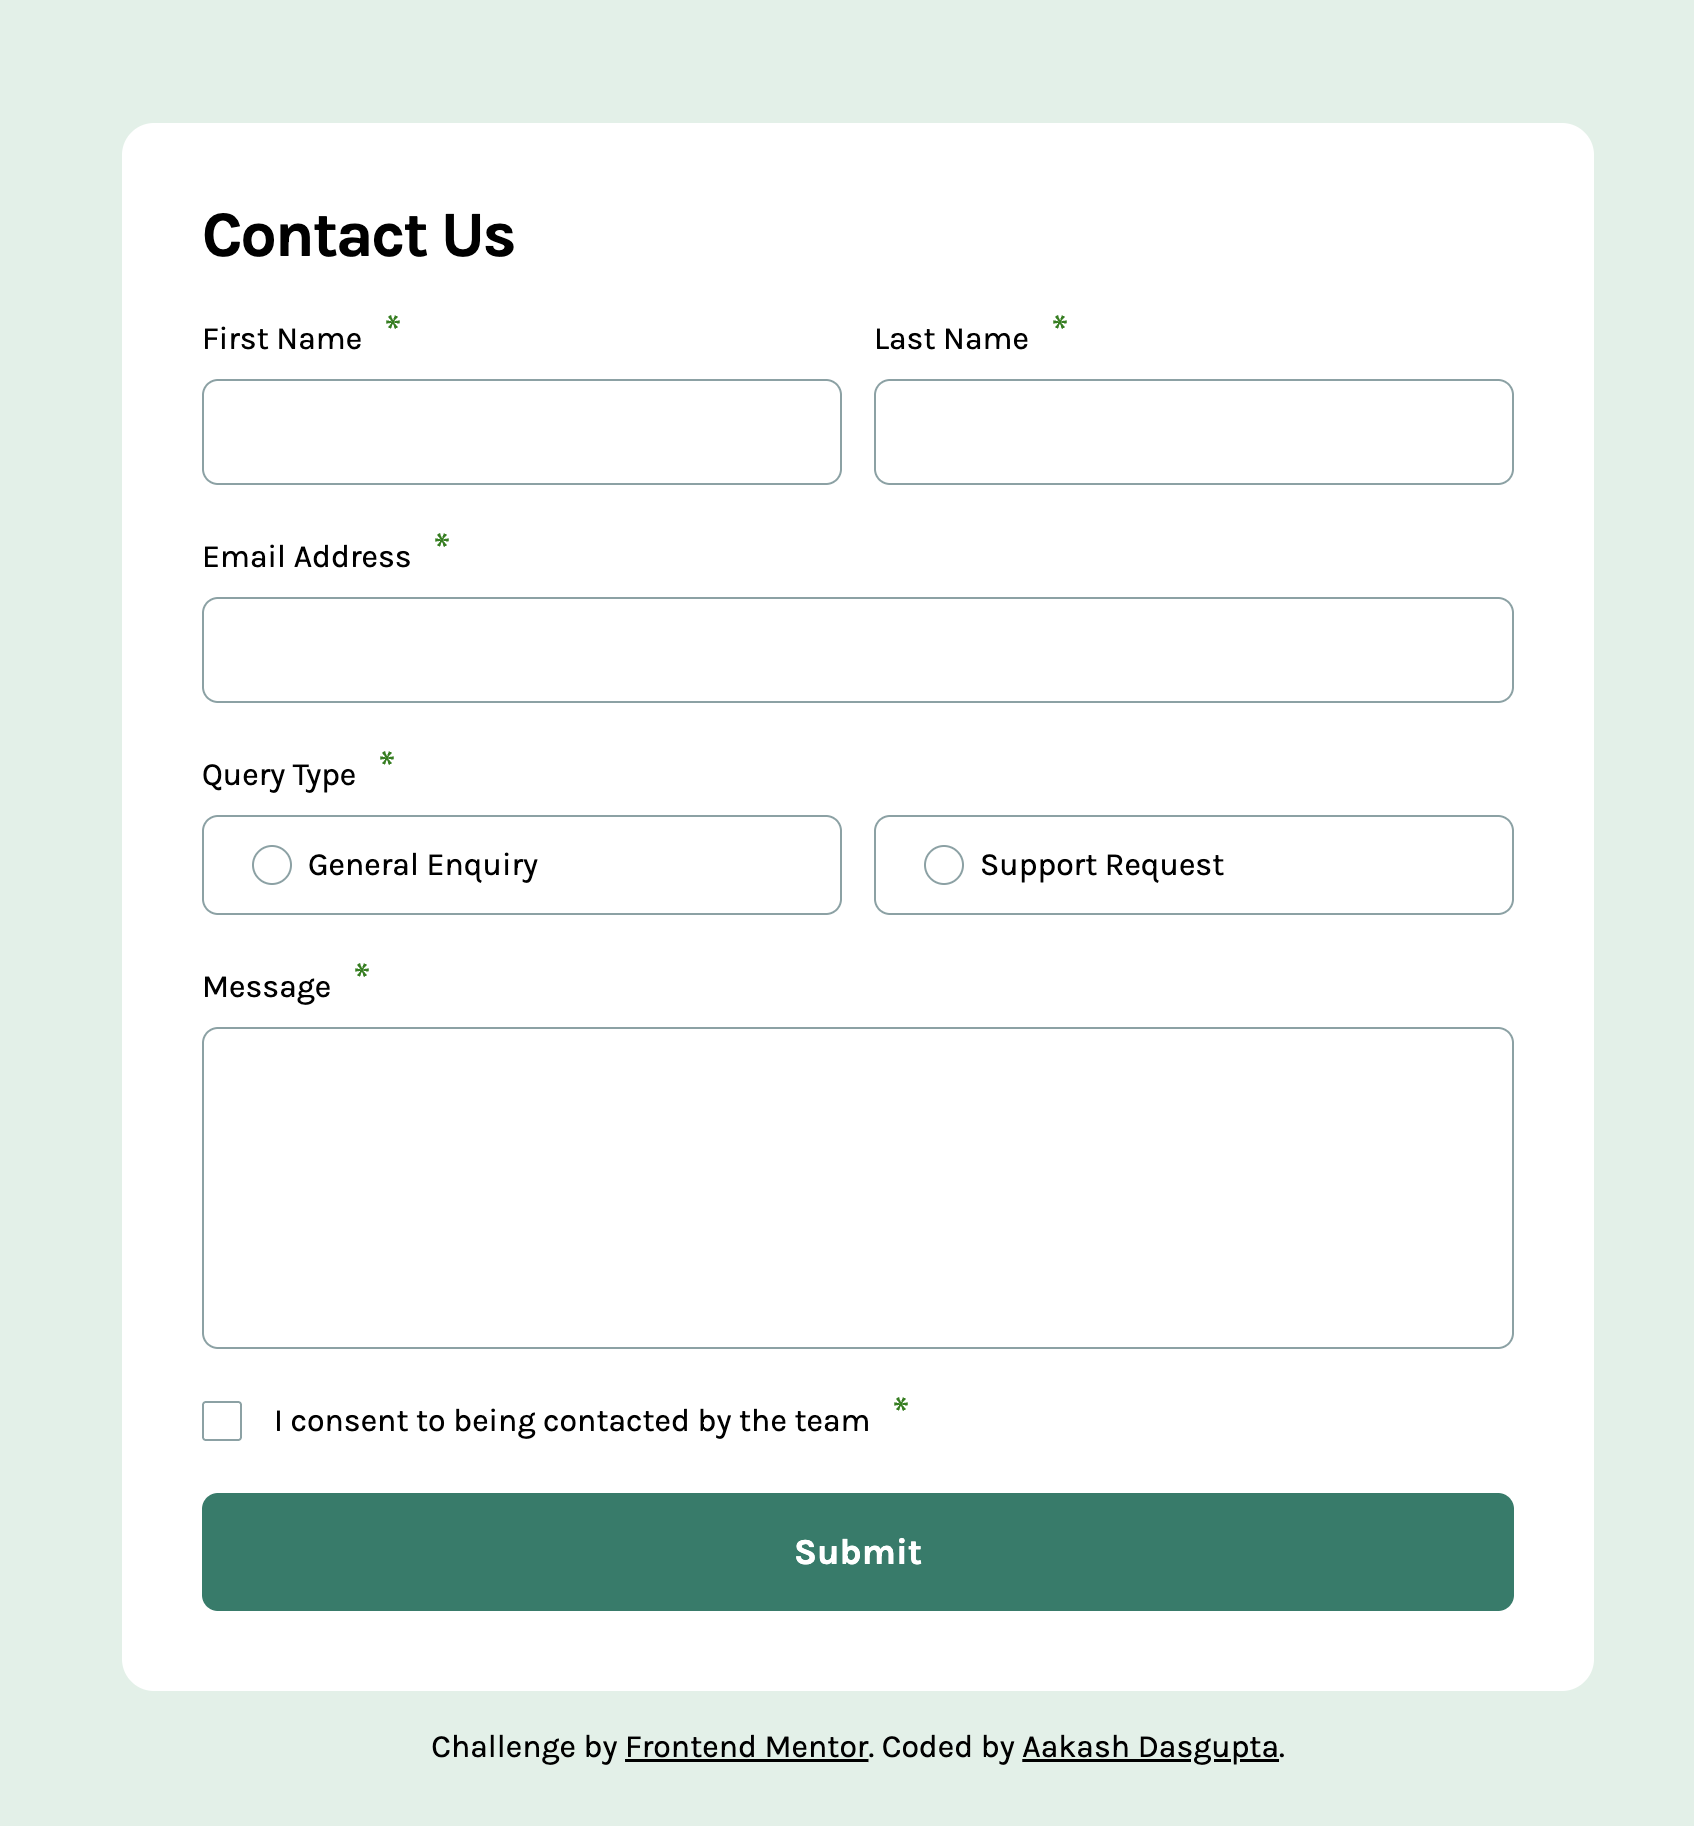 Contact Us
First Name *
Last Name *
Email Address *
Query Type *
General Enquiry
Support Request
Message *
I consent to being contacted by the team *
Submit
Challenge by Frontend Mentor. Coded by Aakash Dasgupta.